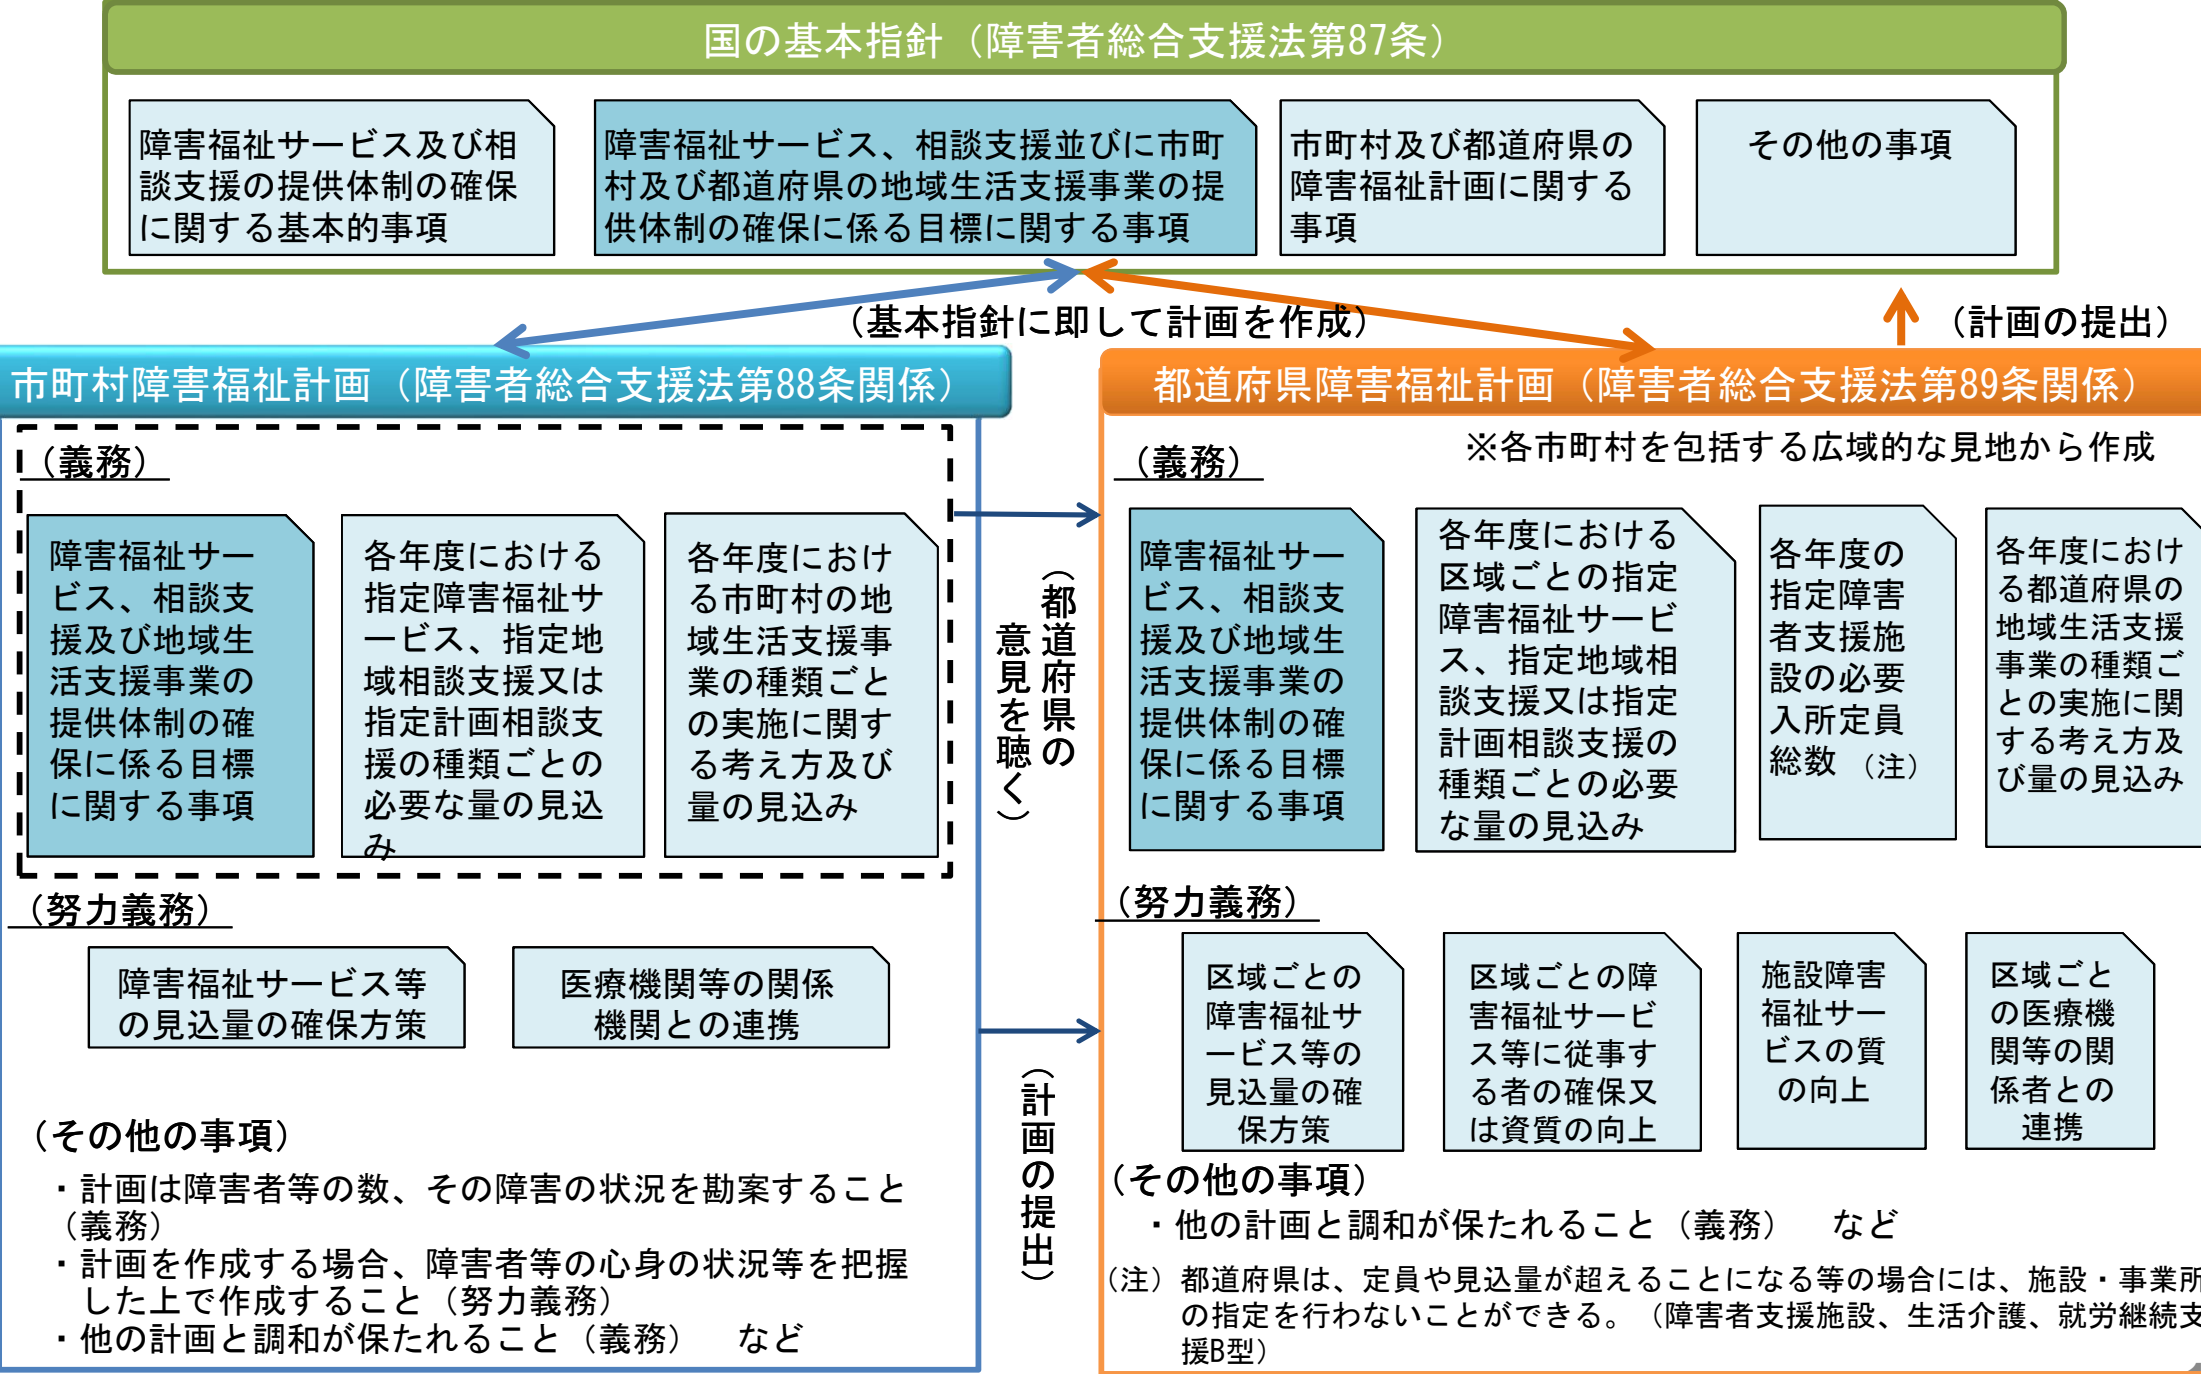 国の基本指針（障害者総合支援法第87条）
障害福祉サービス及び相
談支援の提供体制の確保
に関する基本的事項
障害福祉サービス、相談支援並びに市町
村及び都道府県の地域生活支援事業の提
供体制の確保に係る目標に関する事項
市町村及び都道府県の
障害福祉計画に関する
事項
その他の事項
（基本指針に即して計画を作成）
（計画の提出）
市町村障害福祉計画（障害者総合支援法第88条関係）
（義務）
障害福祉サー
ビス、相談支
援及び地域生
活支援事業の
提供体制の確
保に係る目標
に関する事項
各年度における
指定障害福祉サ
ービス、指定地
域相談支援又は
指定計画相談支
援の種類ごとの
必要な量の見込
み
各年度におけ
る市町村の地
域生活支援事
業の種類ごと
の実施に関す
る考え方及び
量の見込み
（努力義務）
障害福祉サービス等
の見込量の確保方策
医療機関等の関係
機関との連携
（その他の事項）
・計画は障害者等の数、その障害の状況を勘案すること
（義務）
・計画を作成する場合、障害者等の心身の状況等を把握
した上で作成すること（努力義務）
・他の計画と調和が保たれること（義務）　など
（都道府県の
意見を聴く）
（計画の提出）
都道府県障害福祉計画（障害者総合支援法第89条関係）
（義務）
※各市町村を包括する広域的な見地から作成
障害福祉サー
ビス、相談支
援及び地域生
活支援事業の
提供体制の確
保に係る目標
に関する事項
各年度における
区域ごとの指定
障害福祉サービ
ス、指定地域相
談支援又は指定
計画相談支援の
種類ごとの必要
な量の見込み
各年度の
指定障害
者支援施
設の必要
入所定員
総数（注）
各年度におけ
る都道府県の
地域生活支援
事業の種類ご
との実施に関
する考え方及
び量の見込み
（努力義務）
区域ごとの
障害福祉サ
ービス等の
見込量の確
保方策
区域ごとの障
害福祉サービ
ス等に従事す
る者の確保又
は資質の向上
施設障害
福祉サー
ビスの質
の向上
区域ごと
の医療機
関等の関
係者との
連携
（その他の事項）
・他の計画と調和が保たれること（義務）　など
（注）都道府県は、定員や見込量が超えることになる等の場合には、施設・事業所
の指定を行わないことができる。（障害者支援施設、生活介護、就労継続支
援B型）